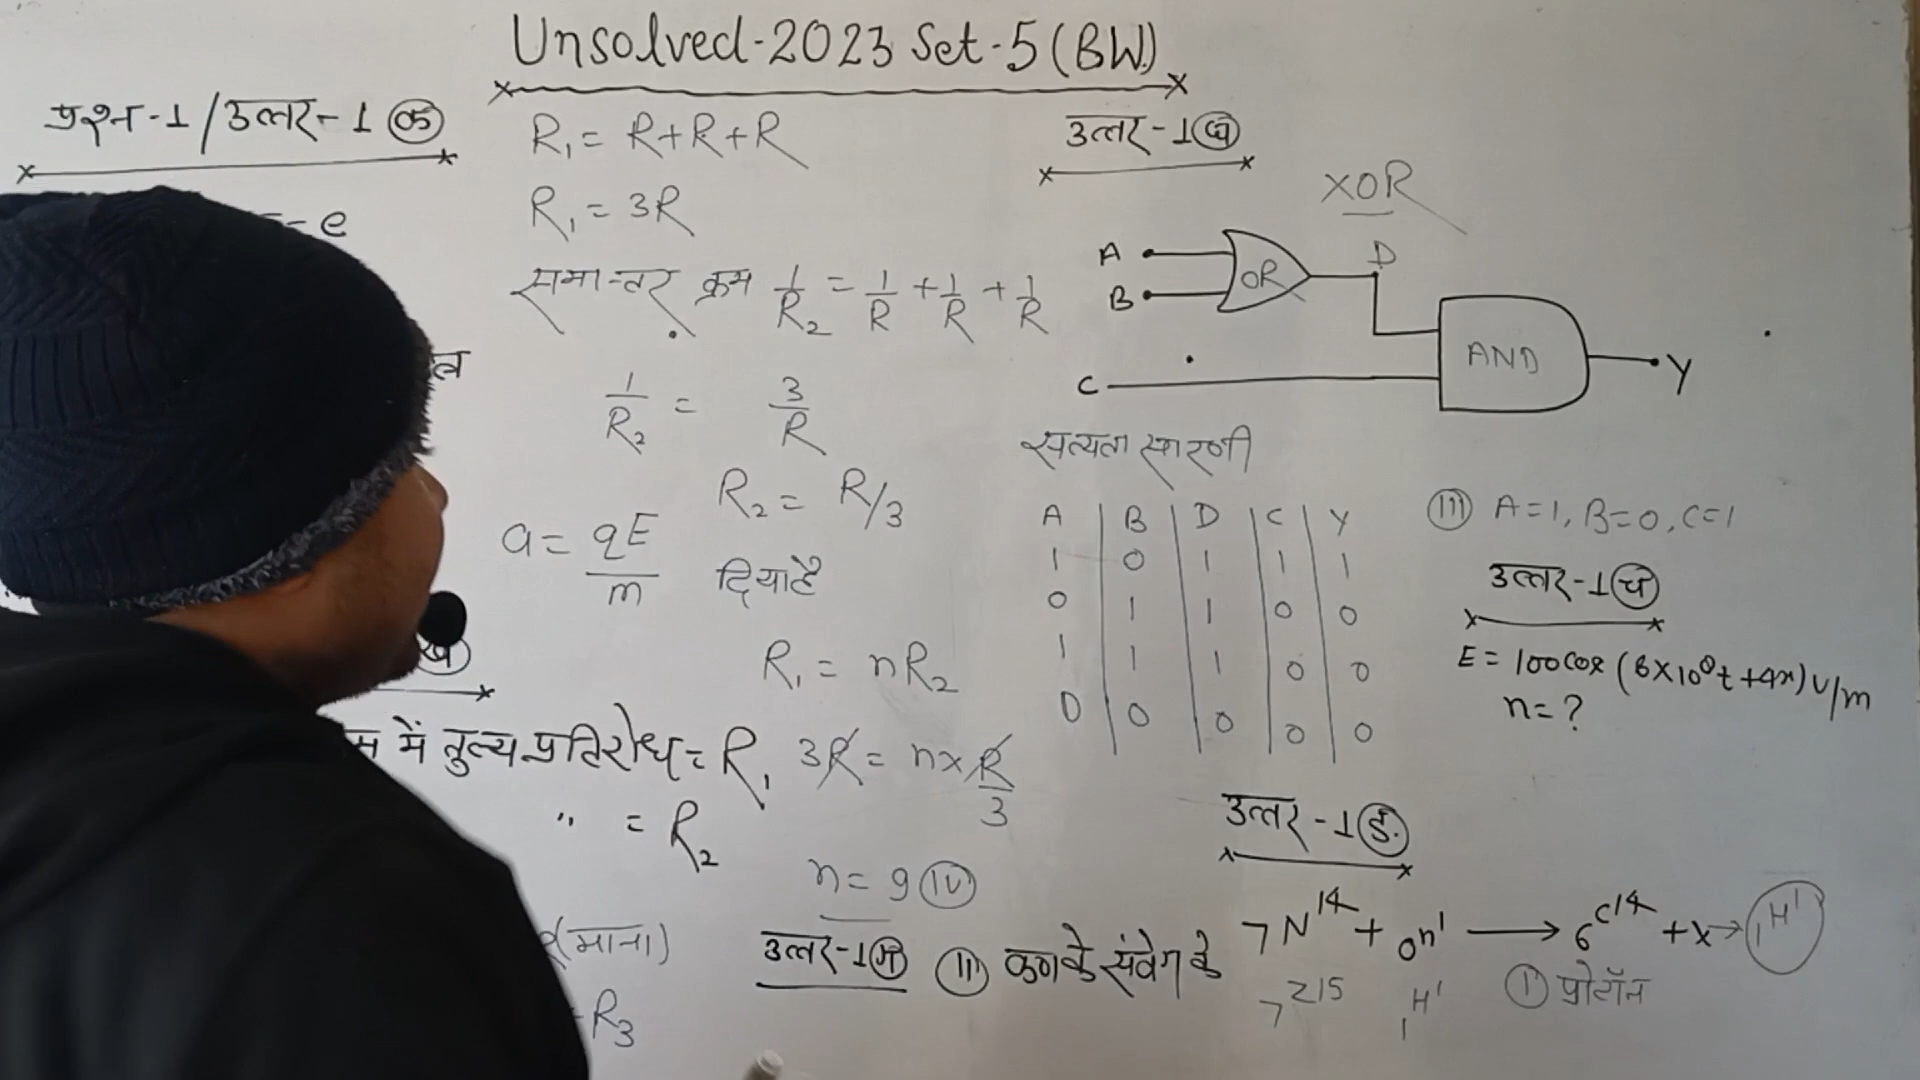 Unsolved-2023 Set-5 (BW)
प्रश्न-1/उत्तर-1 क
-e
R₁ = R+R+R
R₁ = 3R
समान्तर क्रम 1/R₂ = 1/R + 1/R + 1/R
1/R₂ = 3/R
R₂ = R/3
a = qE/m दिया है
R₁ = nR₂
ख
में तुल्य प्रतिरोध = R₁
" = R₂
3R = n×R/3
n = 9 (iv)
(माना)
R₃
उत्तर-1 ग (iii) कण के संवेग के
उत्तर-1 घ
XOR
A
B
OR
D
C
AND
Y
सत्यता सारणी
A | B | D | C | Y
1 | 0 | 1 | 1 | 1
0 | 1 | 1 | 0 | 0
1 | 1 | 1 | 0 | 0
0 | 0 | 0 | 0 | 0
(iii) A=1, B=0, C=1
उत्तर-1 च
E = 100cos (6×10⁸t +4x) v/m
n = ?
उत्तर-1 ङ
₇N¹⁴ + ₀n¹ → ₆C¹⁴ + x → ₁H¹
₇Z15 ₁H¹ (i) प्रोटॉन